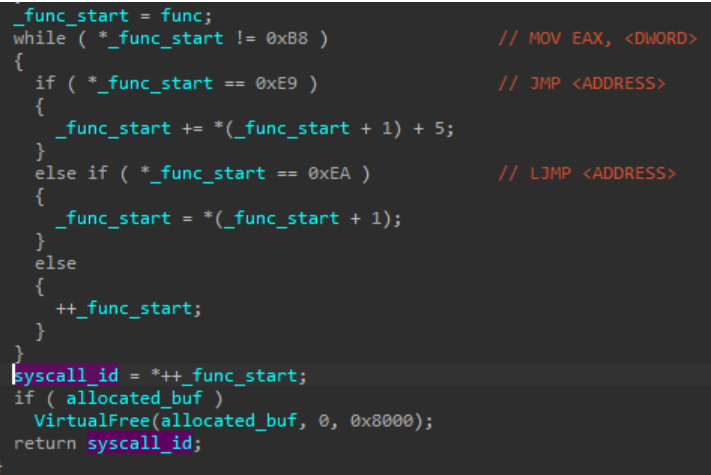 _func_start = func;
while ( *_func_start != 0xB8 ) // MOV EAX, <DWORD>
{
if ( *_func_start == 0xE9 ) // JMP <ADDRESS>
{
_func_start += *(_func_start + 1) + 5;
}
else if ( *_func_start == 0xEA ) // LJMP <ADDRESS>
{
_func_start = *(_func_start + 1);
}
else
{
++_func_start;
}
}
syscall_id = *++_func_start;
if ( allocated_buf )
VirtualFree(allocated_buf, 0, 0x8000);
return syscall_id;